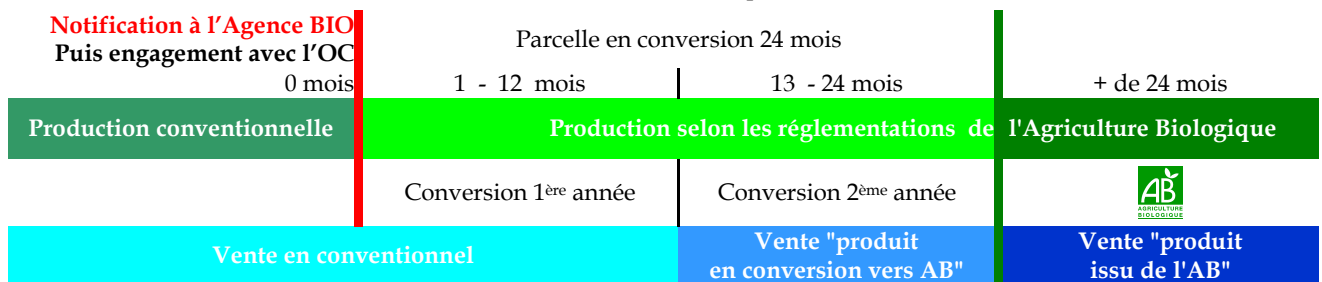 Notification à l'Agence BIO
Puis engagement avec l'OC
Parcelle en conversion 24 mois
0 mois
1 - 12 mois
13 - 24 mois
+ de 24 mois
Production conventionnelle
Production selon les réglementations de l'Agriculture Biologique
Conversion 1ère année
Conversion 2ème année
AB
AGRICULTURE
BIOLOGIQUE
Vente en conventionnel
Vente "produit
en conversion vers AB"
Vente "produit
issu de l'AB"